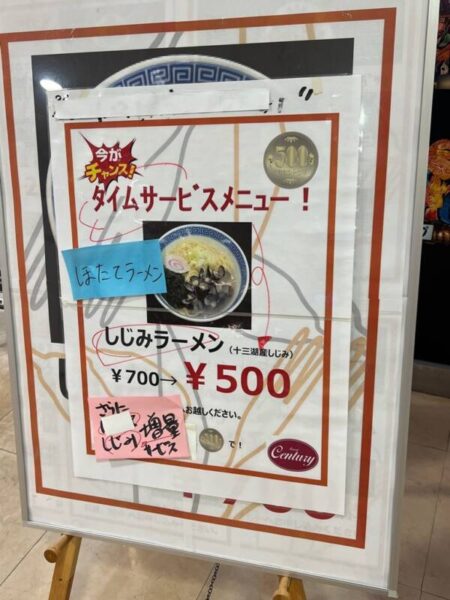 今が
チャンス!
500
タイムサービスメニュー!
ほたてラーメン
しじみラーメン(十三湖産しじみ)
¥700→¥500
さらに
しじみ増量
サービス
お越しください。
で!
Century